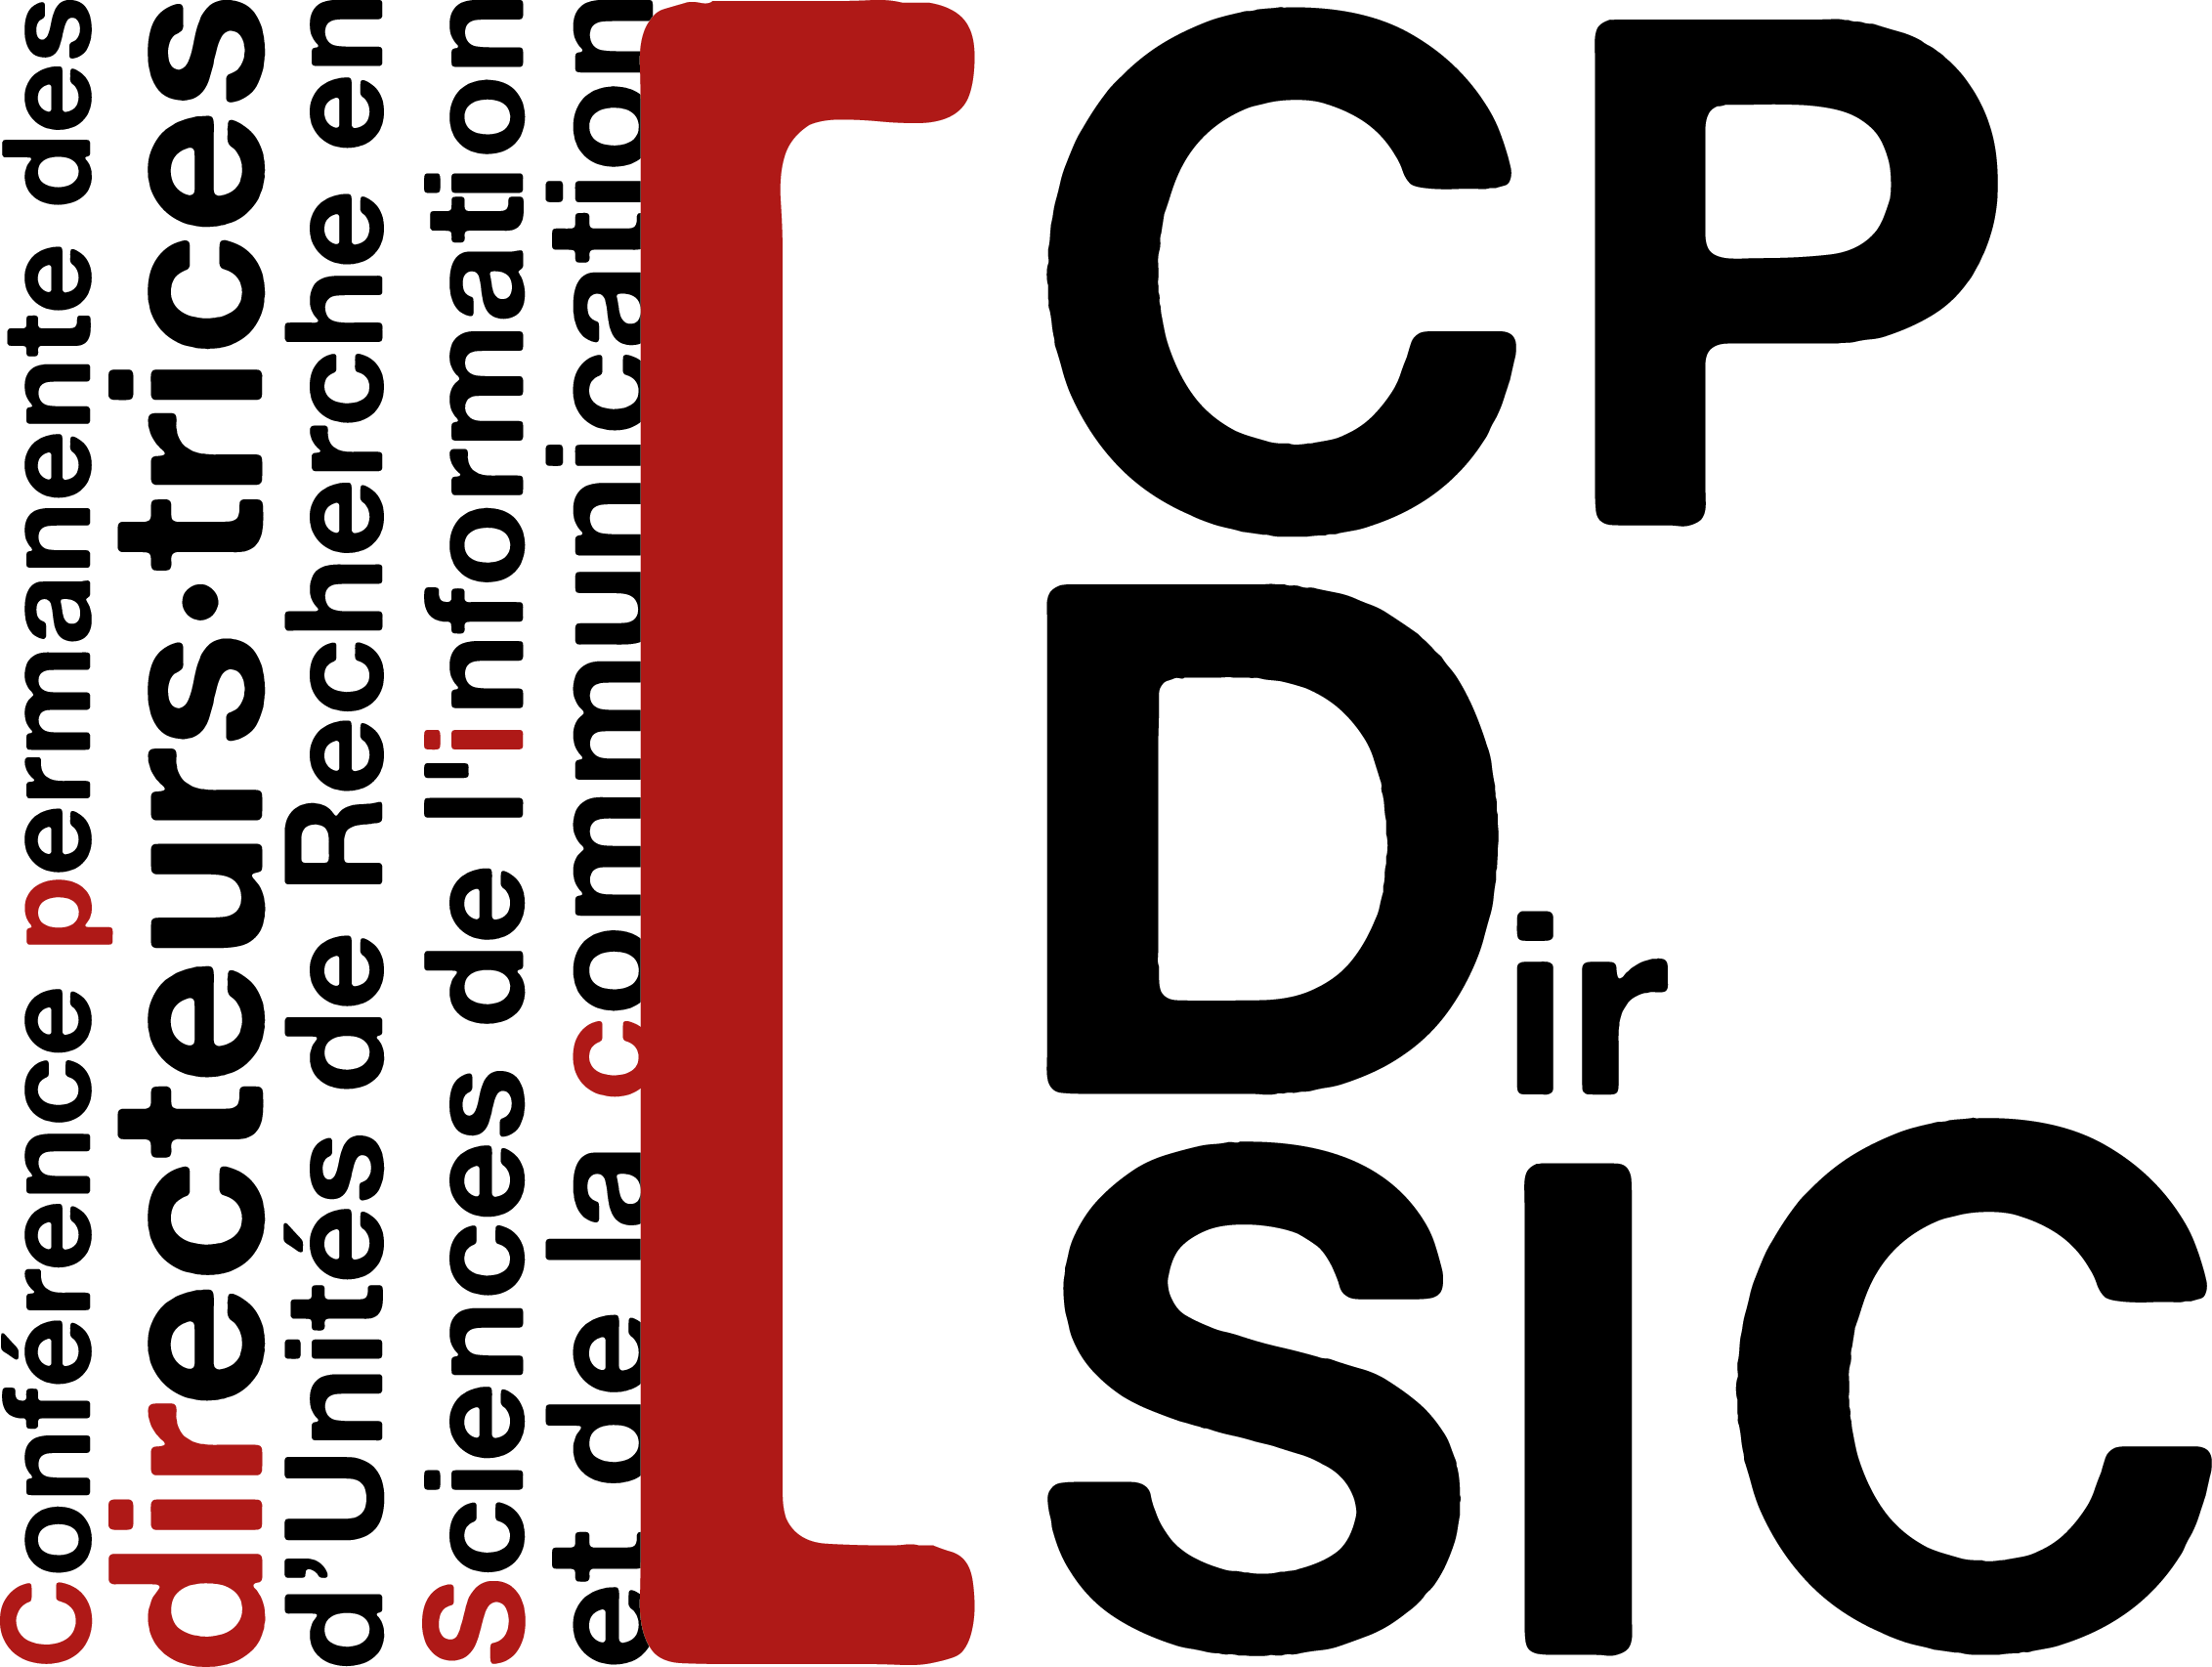 Conférence permanente des
directeurs·trices
d'Unités de Recherche en
Sciences de l'information
et de la communication
CP
Dir
SIC